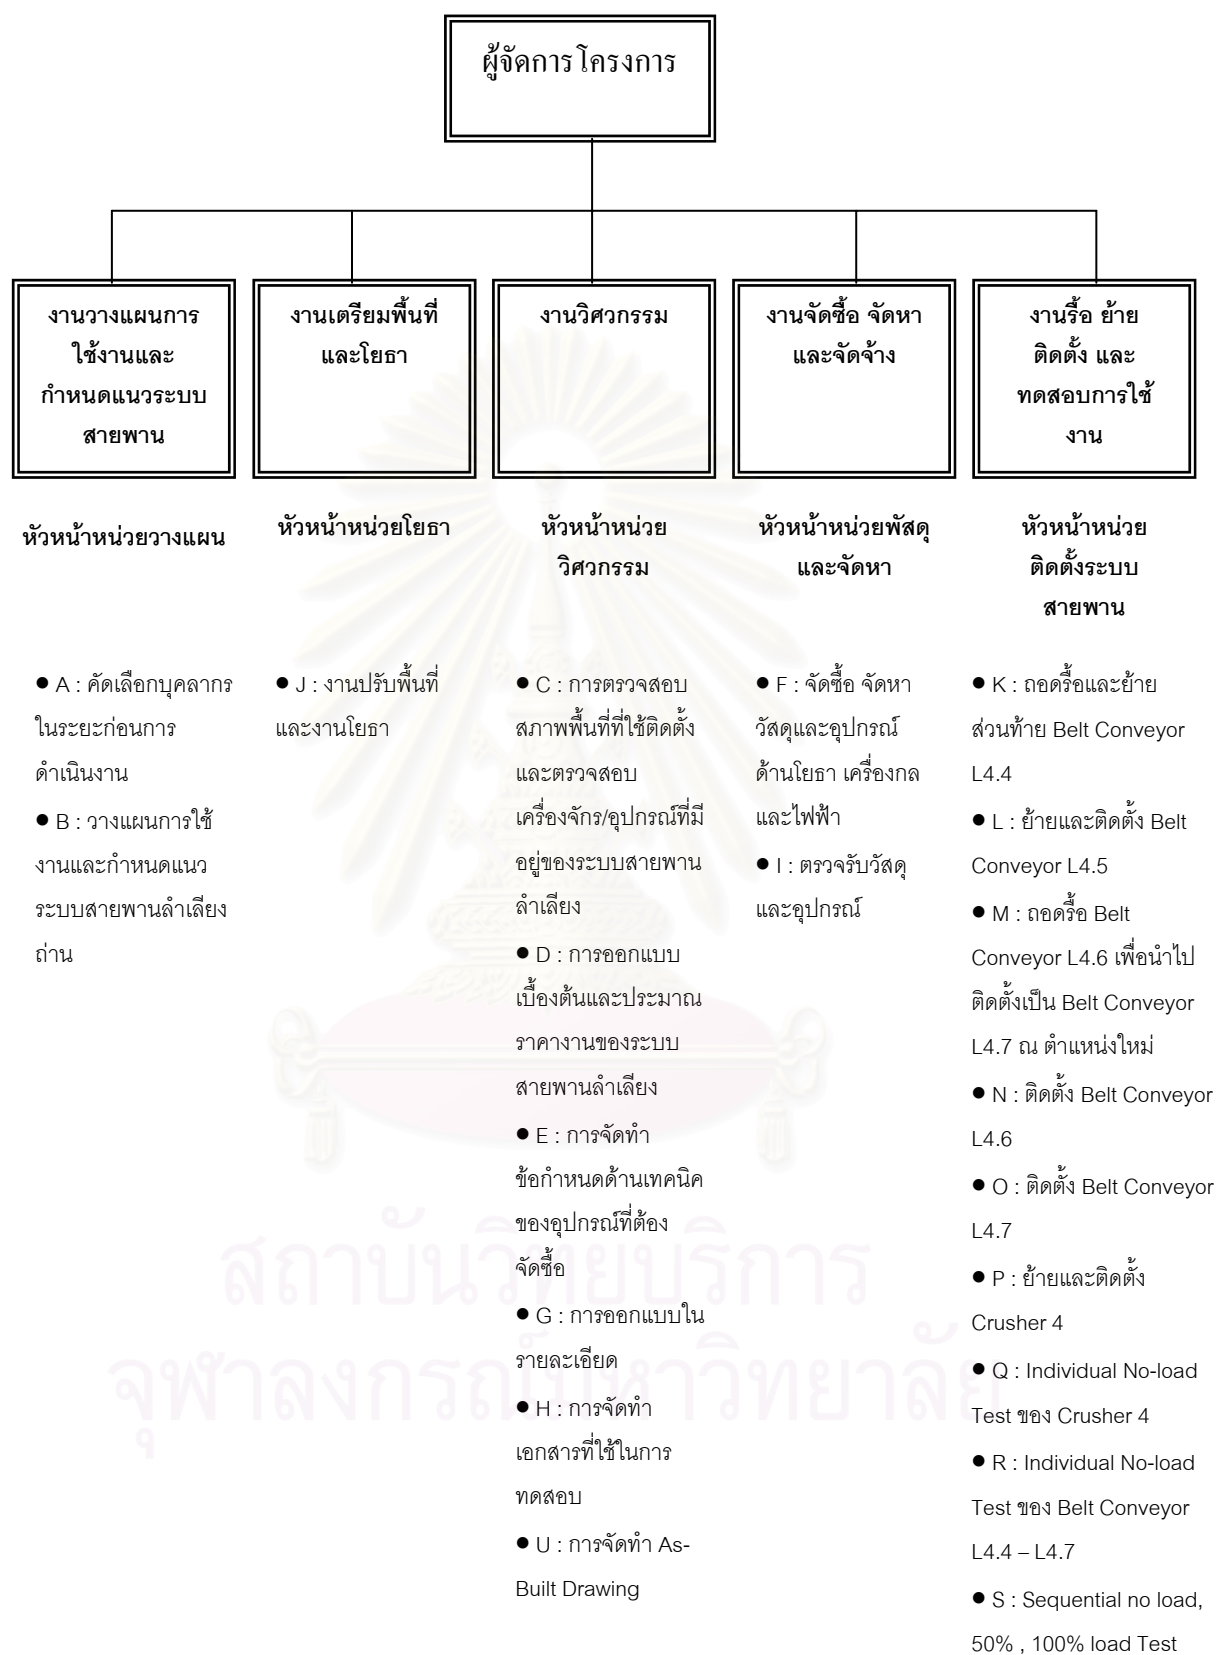 ผู้จัดการโครงการ
งานวางแผนการ
ใช้งานและ
กำหนดแนวระบบ
สายพาน
งานเตรียมพื้นที่
และโยธา
งานวิศวกรรม
งานจัดซื้อ จัดหา
และจัดจ้าง
งานรื้อ ย้าย
ติดตั้ง และ
ทดสอบการใช้
งาน
หัวหน้าหน่วยวางแผน
หัวหน้าหน่วยโยธา
หัวหน้าหน่วย
วิศวกรรม
หัวหน้าหน่วยพัสดุ
และจัดหา
หัวหน้าหน่วย
ติดตั้งระบบ
สายพาน
● A : คัดเลือกบุคลากร
ในระยะก่อนการ
ดำเนินงาน
● B : วางแผนการใช้
งานและกำหนดแนว
ระบบสายพานลำเลียง
ถ่าน
● J : งานปรับพื้นที่
และงานโยธา
● C : การตรวจสอบ
สภาพพื้นที่ที่ใช้ติดตั้ง
และตรวจสอบ
เครื่องจักร/อุปกรณ์ที่มี
อยู่ของระบบสายพาน
ลำเลียง
● D : การออกแบบ
เบื้องต้นและประมาณ
ราคางานของระบบ
สายพานลำเลียง
● E : การจัดทำ
ข้อกำหนดด้านเทคนิค
ของอุปกรณ์ที่ต้อง
จัดซื้อ
● G : การออกแบบใน
รายละเอียด
● H : การจัดทำ
เอกสารที่ใช้ในการ
ทดสอบ
● U : การจัดทำ As-
Built Drawing
● F : จัดซื้อ จัดหา
วัสดุและอุปกรณ์
ด้านโยธา เครื่องกล
และไฟฟ้า
● I : ตรวจรับวัสดุ
และอุปกรณ์
● K : ถอดรื้อและย้าย
ส่วนท้าย Belt Conveyor
L4.4
● L : ย้ายและติดตั้ง Belt
Conveyor L4.5
● M : ถอดรื้อ Belt
Conveyor L4.6 เพื่อนำไป
ติดตั้งเป็น Belt Conveyor
L4.7 ณ ตำแหน่งใหม่
● N : ติดตั้ง Belt Conveyor
L4.6
● O : ติดตั้ง Belt Conveyor
L4.7
● P : ย้ายและติดตั้ง
Crusher 4
● Q : Individual No-load
Test ของ Crusher 4
● R : Individual No-load
Test ของ Belt Conveyor
L4.4 – L4.7
● S : Sequential no load,
50% , 100% load Test
สถาบันวิทยบริการ
จุฬาลงกรณ์มหาวิทยาลัย